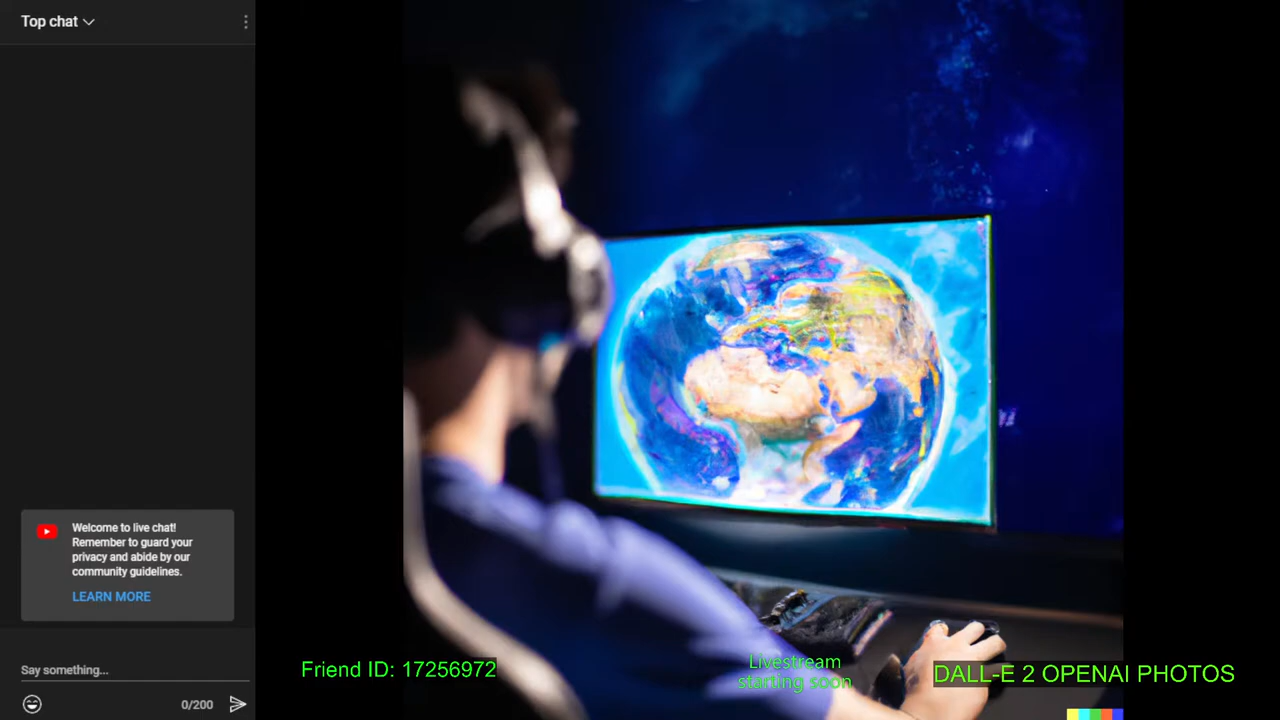 Top chat
Welcome to live chat!
Remember to guard your
privacy and abide by our
community guidelines.
LEARN MORE
Say something...
0/200
Friend ID: 17256972
Livestream
starting soon
DALL-E 2 OPENAI PHOTOS